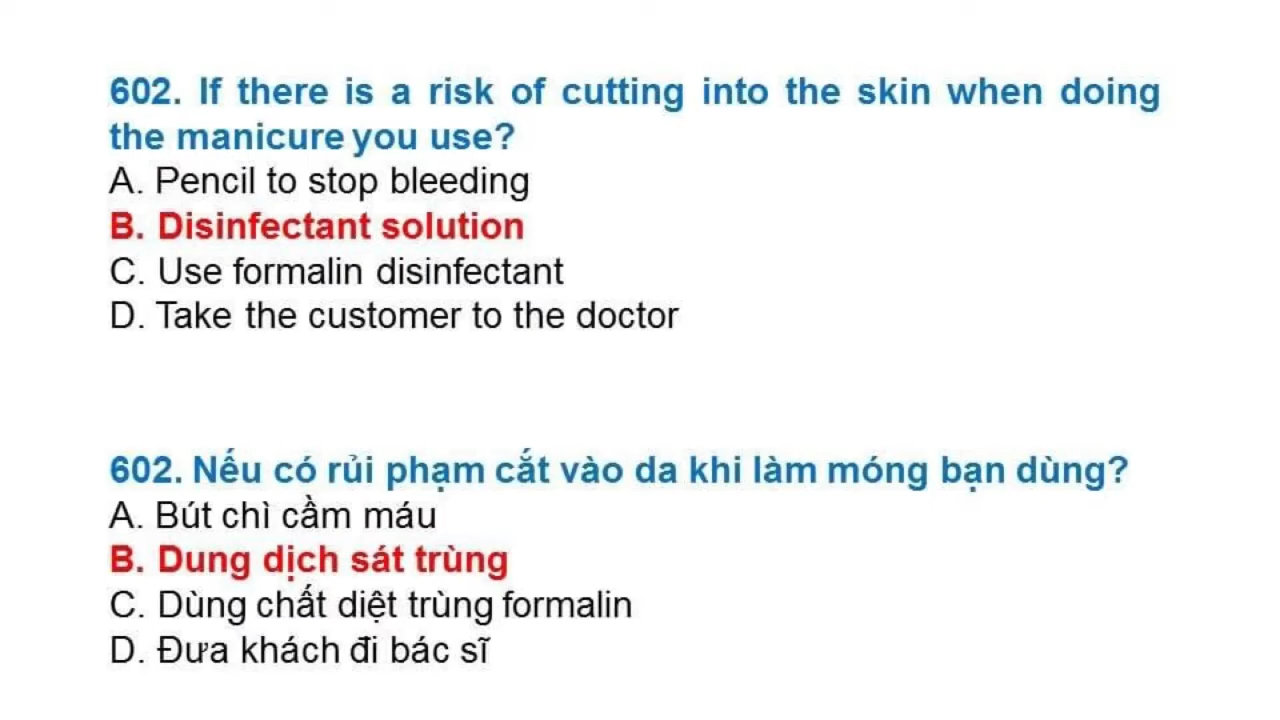 602. If there is a risk of cutting into the skin when doing
the manicure you use?
A. Pencil to stop bleeding
B. Disinfectant solution
C. Use formalin disinfectant
D. Take the customer to the doctor
602. Nếu có rủi phạm cắt vào da khi làm móng bạn dùng?
A. Bút chì cầm máu
B. Dung dịch sát trùng
C. Dùng chất diệt trùng formalin
D. Đưa khách đi bác sĩ